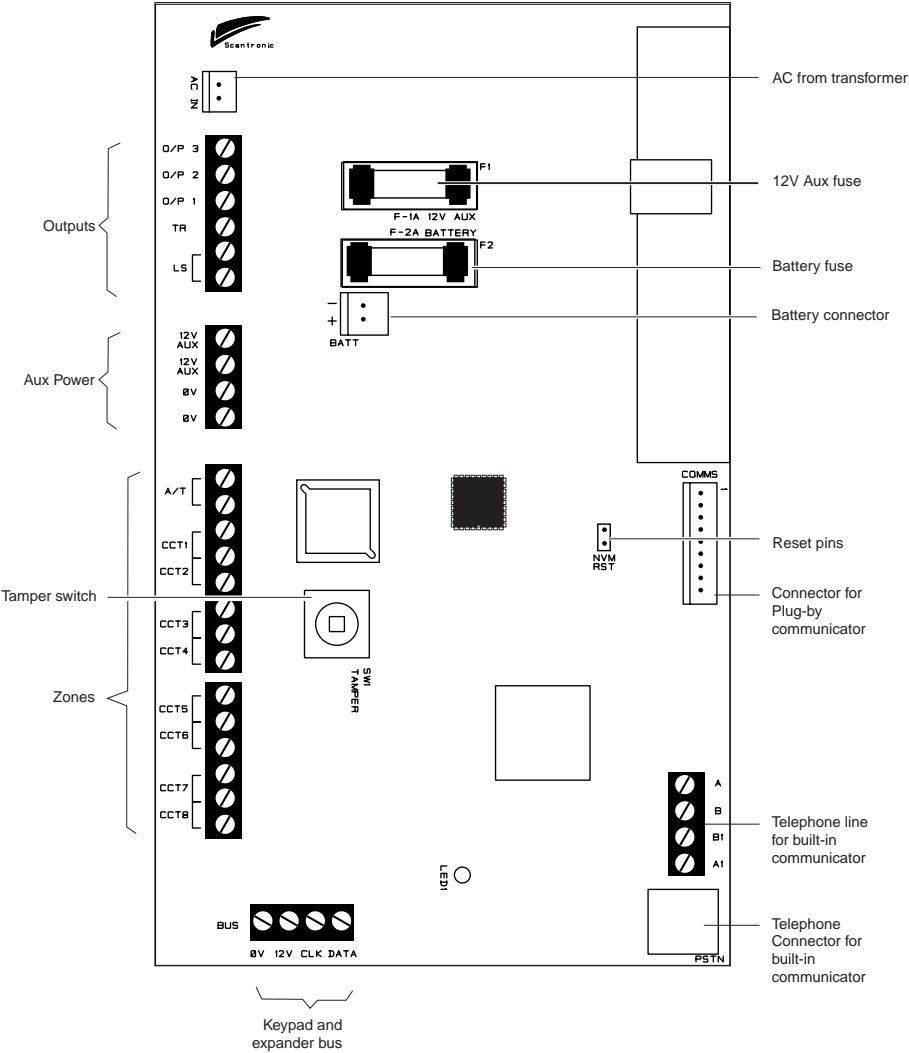 Scantronic
AC IN
AC from transformer
O/P 3
O/P 2
O/P 1
TR
LS
Outputs
F1
F-1A 12V AUX
12V Aux fuse
F-2A BATTERY
F2
Battery fuse
- 
+
BATT
Battery connector
12V
AUX
12V
AUX
0V
0V
Aux Power
A/T
CCT1
CCT2
CCT3
CCT4
CCT5
CCT6
CCT7
CCT8
Zones
Tamper switch
SW1
TAMPER
COMMS
1
NVM
RST
Reset pins
Connector for
Plug-by
communicator
A
B
B1
A1
Telephone line
for built-in
communicator
LED1
BUS
0V 12V CLK DATA
Keypad and
expander bus
PSTN
Telephone
Connector for
built-in
communicator